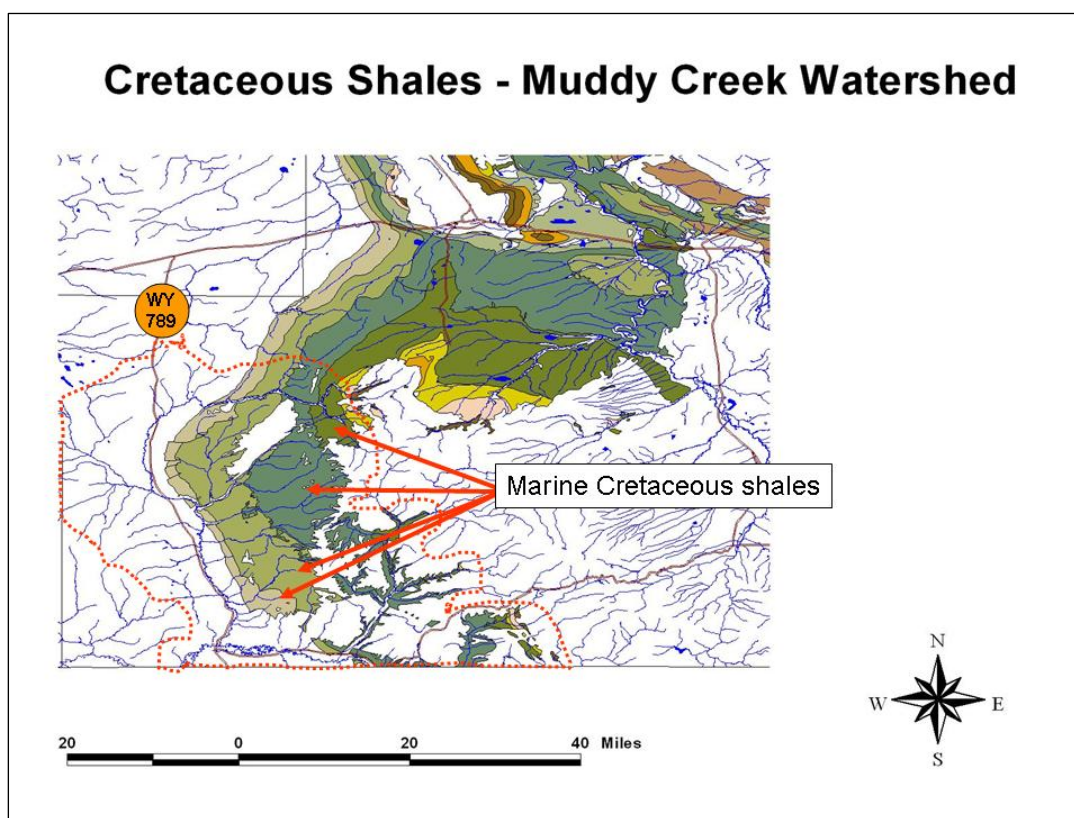 Cretaceous Shales - Muddy Creek Watershed
WY
789
Marine Cretaceous shales
N
W
E
S
20 0 20 40 Miles